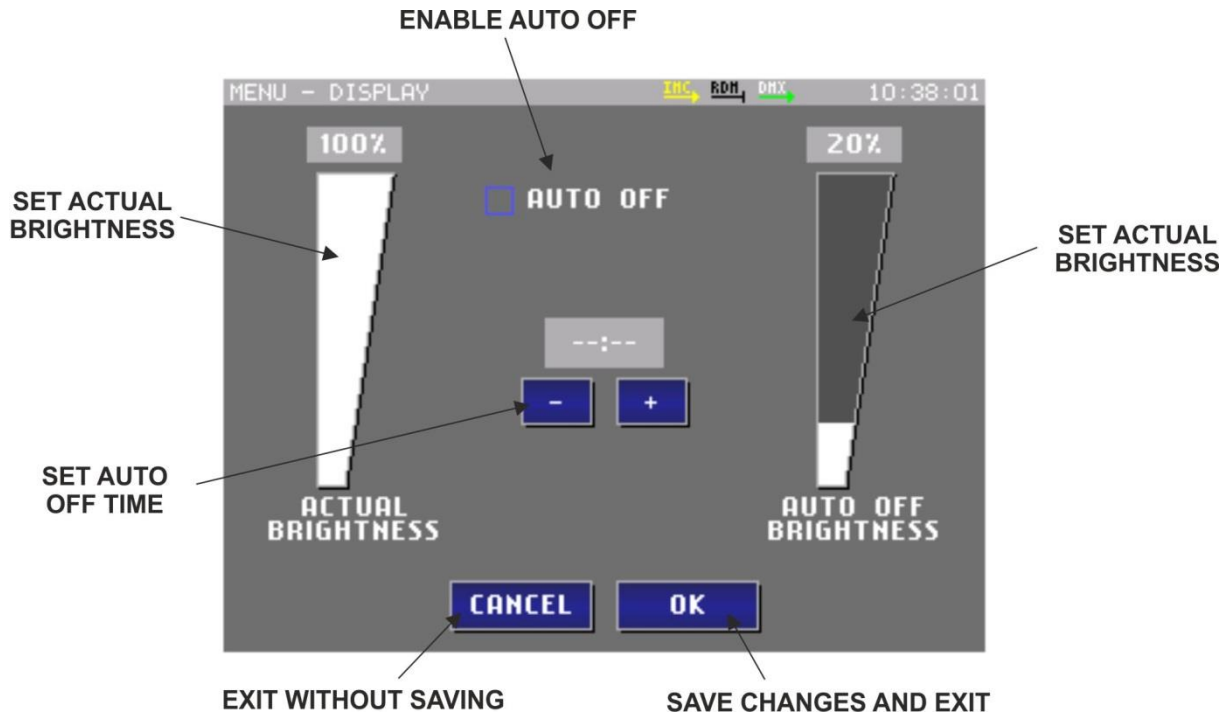 ENABLE AUTO OFF
MENU - DISPLAY IMC RDM DMX 10:38:01
100%
20%
AUTO OFF
SET ACTUAL
BRIGHTNESS
SET ACTUAL
BRIGHTNESS
--:--
- +
SET AUTO
OFF TIME
ACTUAL
BRIGHTNESS
AUTO OFF
BRIGHTNESS
CANCEL
OK
EXIT WITHOUT SAVING
SAVE CHANGES AND EXIT